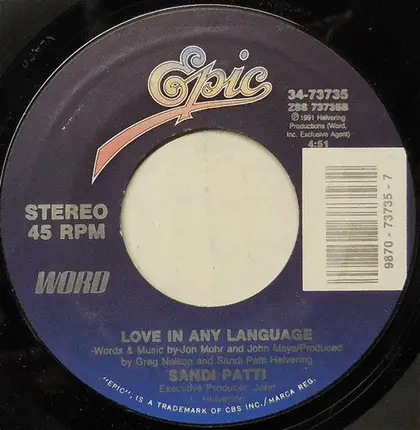 Epic
34-73735
ZSS 73735B
Ⓟ 1991 Helvering
Productions (Word,
Inc. Exclusive Agent)
4:51
STEREO
45 RPM
9870 - 73735 - 7
WORD
LOVE IN ANY LANGUAGE
-Words & Music by-Jon Mohr and John Mays/Produced
by Greg Nelson and Sandi Patti Helvering
SANDI PATTI
Executive Producer John
Helvering
"EPIC", IS A TRADEMARK OF CBS INC./MARCA REG.